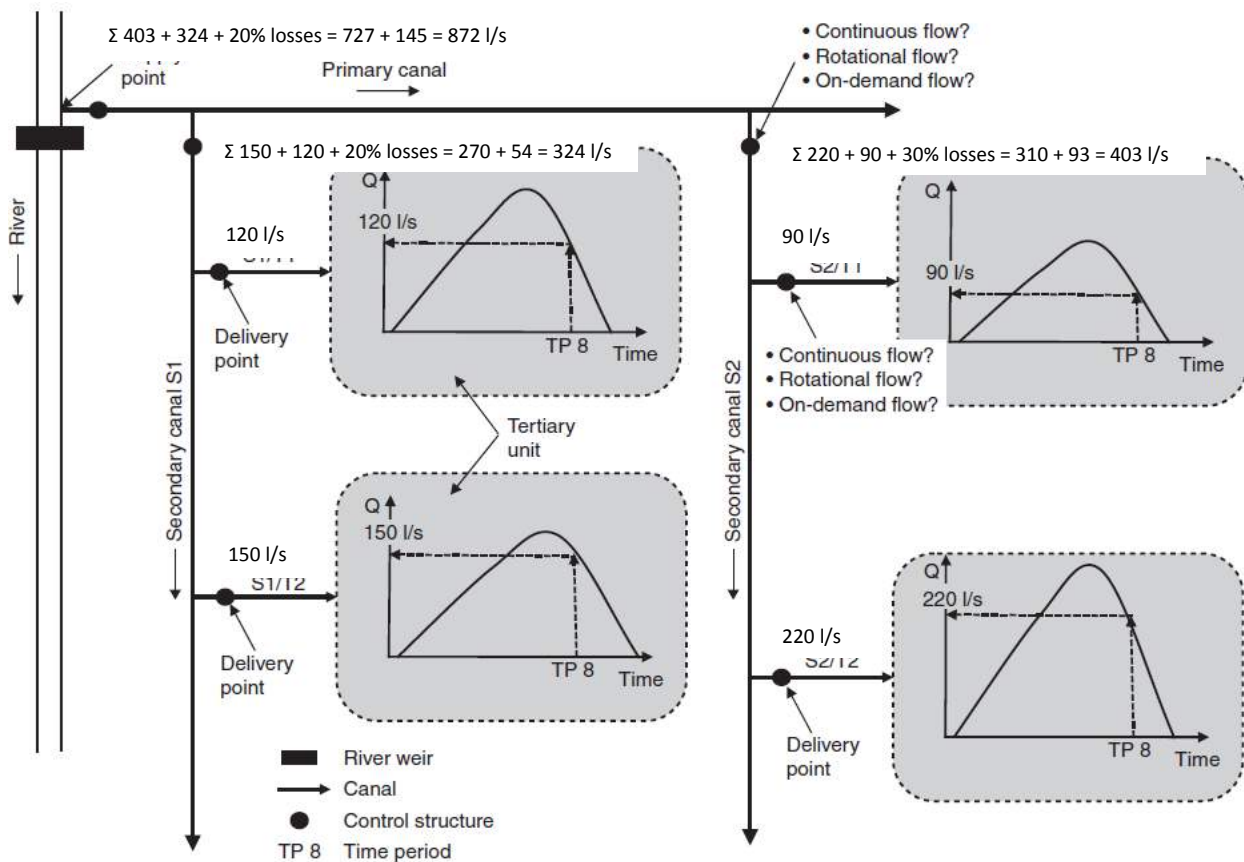 Σ 403 + 324 + 20% losses = 727 + 145 = 872 l/s
point
Primary canal
• Continuous flow?
• Rotational flow?
• On-demand flow?
River
Σ 150 + 120 + 20% losses = 270 + 54 = 324 l/s
Σ 220 + 90 + 30% losses = 310 + 93 = 403 l/s
Q
120 l/s
TP 8
Time
120 l/s
Delivery
point
Q
90 l/s
TP 8
Time
90 l/s
S2/T1
• Continuous flow?
• Rotational flow?
• On-demand flow?
Secondary canal S1
Tertiary
unit
Secondary canal S2
Q
150 l/s
TP 8
Time
150 l/s
S1/T2
Delivery
point
Q
220 l/s
TP 8
Time
220 l/s
S2/T2
Delivery
point
River weir
Canal
Control structure
TP 8 Time period